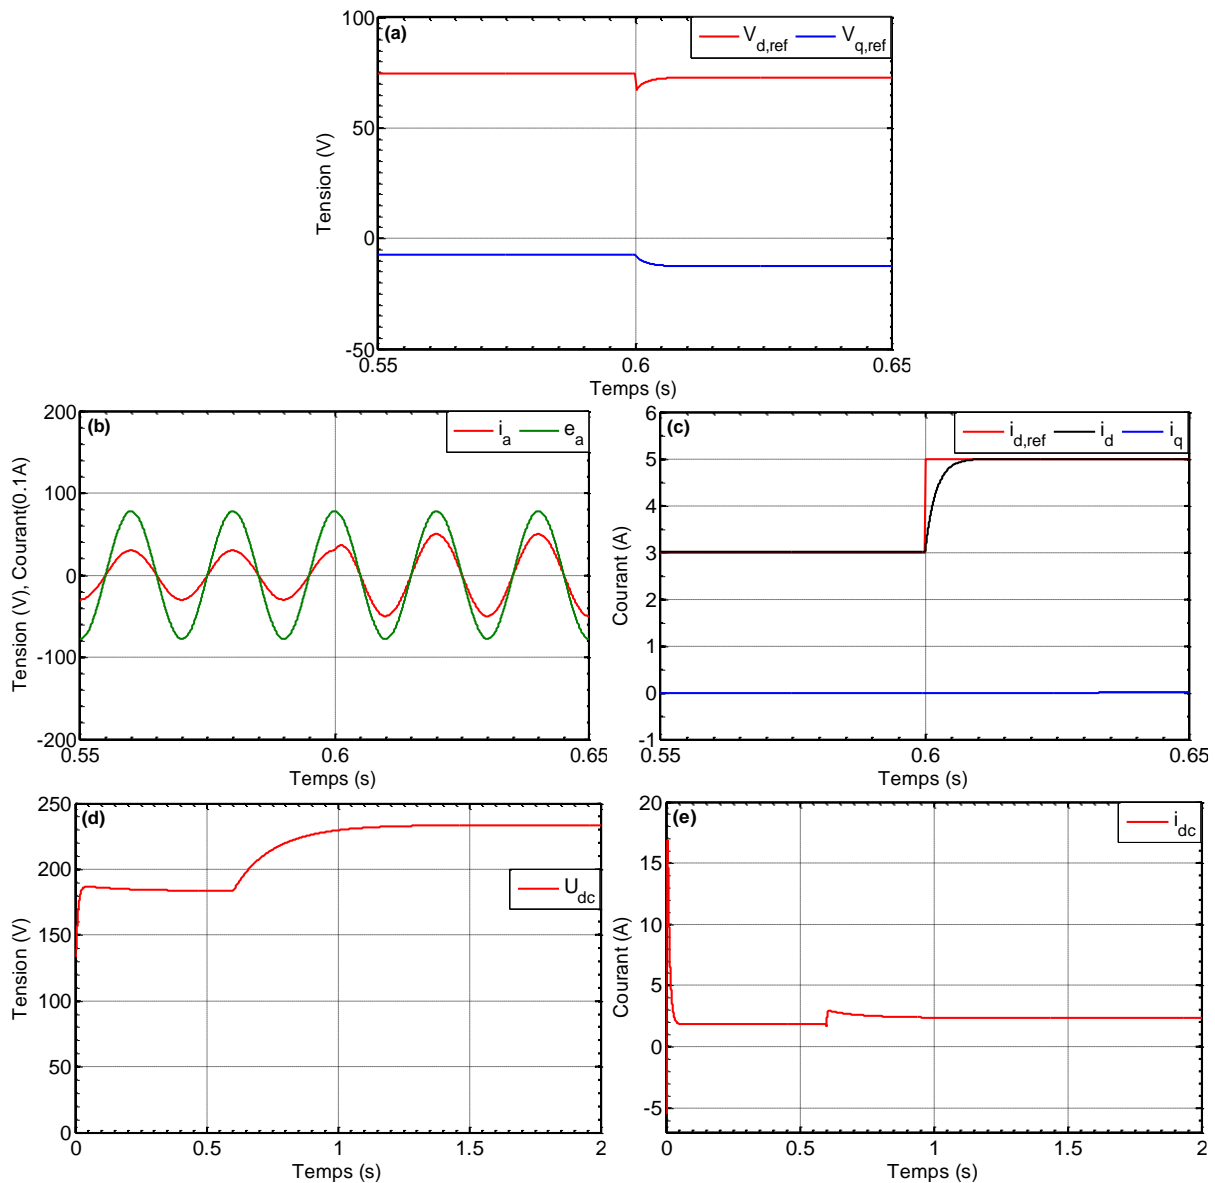 100
(a)
V_d,ref V_q,ref
50
0
-50
Tension (V)
0.55 0.6 0.65
Temps (s)
200
(b)
i_a e_a
100
0
-100
-200
Tension (V), Courant(0.1A)
0.55 0.6 0.65
Temps (s)
6
(c)
i_d,ref i_d i_q
5
4
3
2
1
0
-1
Courant (A)
0.55 0.6 0.65
Temps (s)
250
(d)
200
U_dc
150
100
50
0
Tension (V)
0 0.5 1 1.5 2
Temps (s)
20
(e)
i_dc
15
10
5
0
-5
Courant (A)
0 0.5 1 1.5 2
Temps (s)